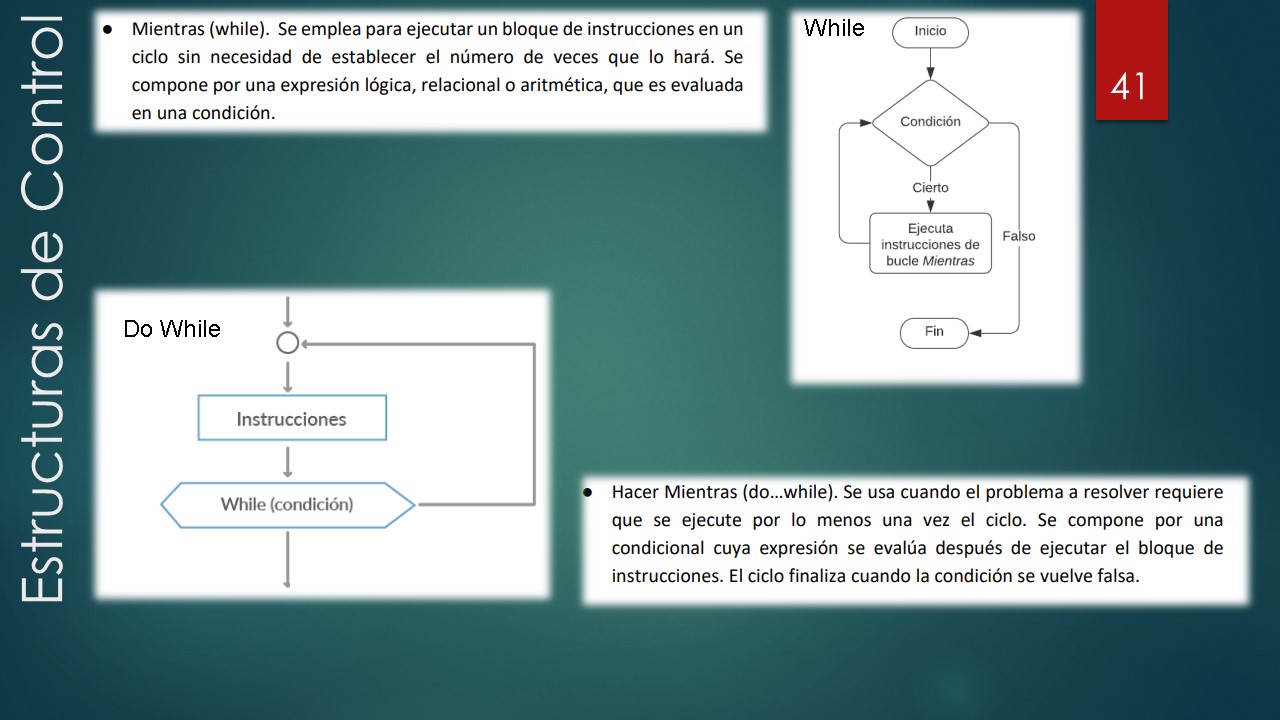 Estructuras de Control
● Mientras (while). Se emplea para ejecutar un bloque de instrucciones en un
ciclo sin necesidad de establecer el número de veces que lo hará. Se
compone por una expresión lógica, relacional o aritmética, que es evaluada
en una condición.
While
Inicio
Condición
Cierto
Ejecuta
instrucciones de
bucle Mientras
Falso
Fin
41
Do While
Instrucciones
While (condición)
● Hacer Mientras (do...while). Se usa cuando el problema a resolver requiere
que se ejecute por lo menos una vez el ciclo. Se compone por una
condicional cuya expresión se evalúa después de ejecutar el bloque de
instrucciones. El ciclo finaliza cuando la condición se vuelve falsa.